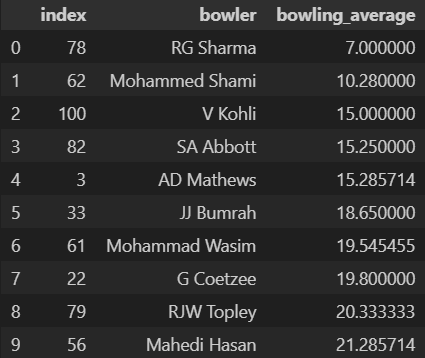 index bowler bowling_average
0 78 RG Sharma 7.000000
1 62 Mohammed Shami 10.280000
2 100 V Kohli 15.000000
3 82 SA Abbott 15.250000
4 3 AD Mathews 15.285714
5 33 JJ Bumrah 18.650000
6 61 Mohammad Wasim 19.545455
7 22 G Coetzee 19.800000
8 79 RJW Topley 20.333333
9 56 Mahedi Hasan 21.285714